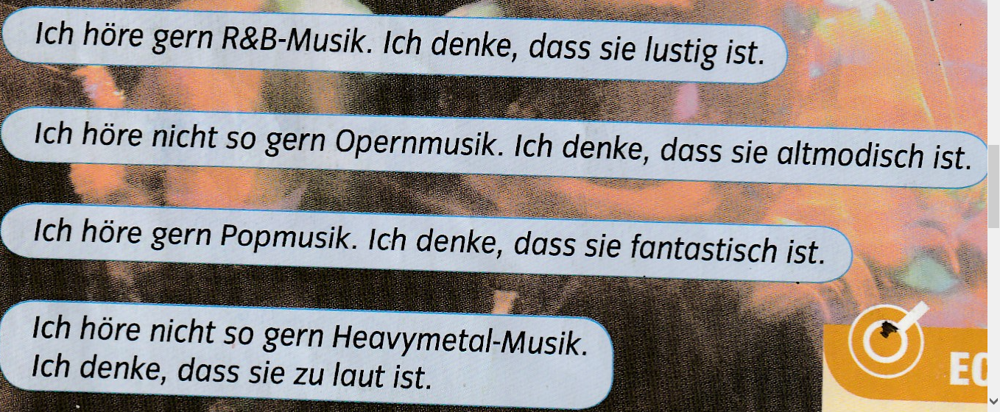 Ich höre gern R&B-Musik. Ich denke, dass sie lustig ist.
Ich höre nicht so gern Opernmusik. Ich denke, dass sie altmodisch ist.
Ich höre gern Popmusik. Ich denke, dass sie fantastisch ist.
Ich höre nicht so gern Heavymetal-Musik.
Ich denke, dass sie zu laut ist.